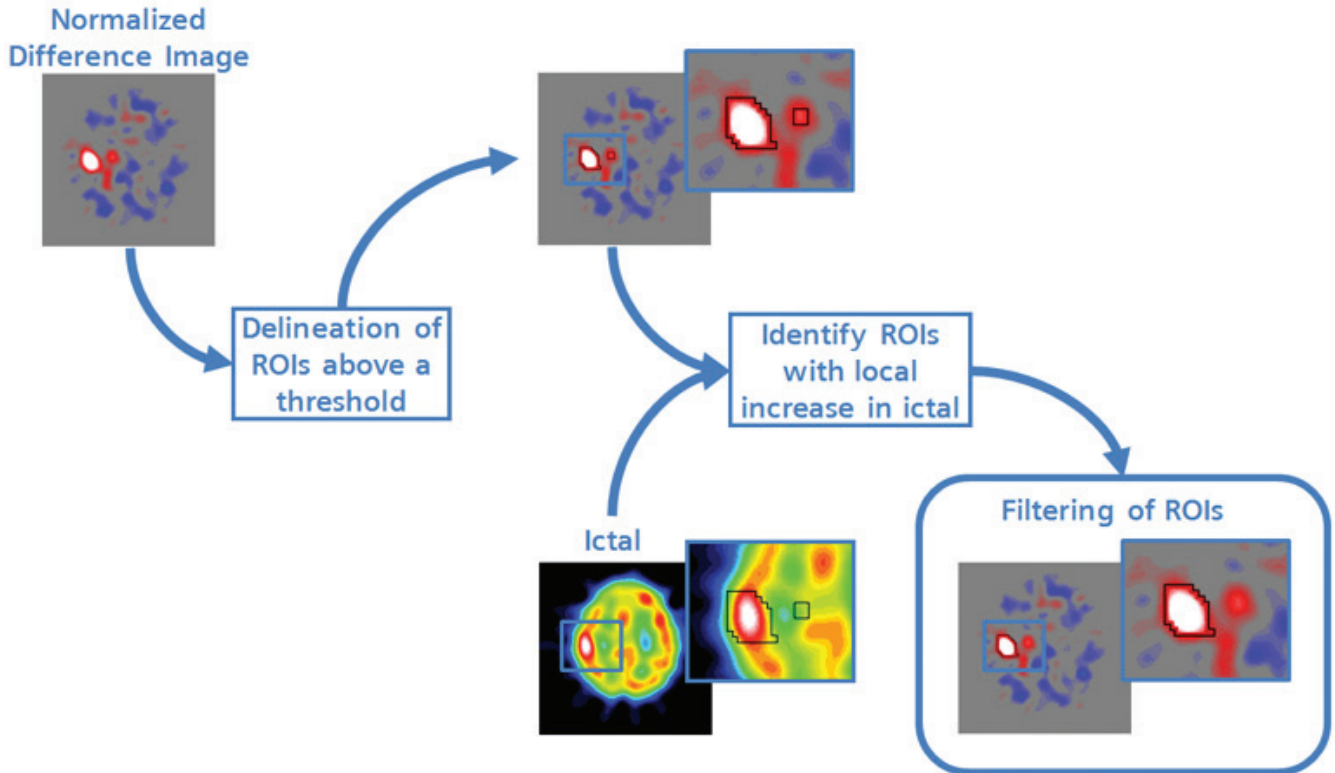 Normalized
Difference Image
Delineation of
ROIs above a
threshold
Identify ROIs
with local
increase in ictal
Ictal
Filtering of ROIs